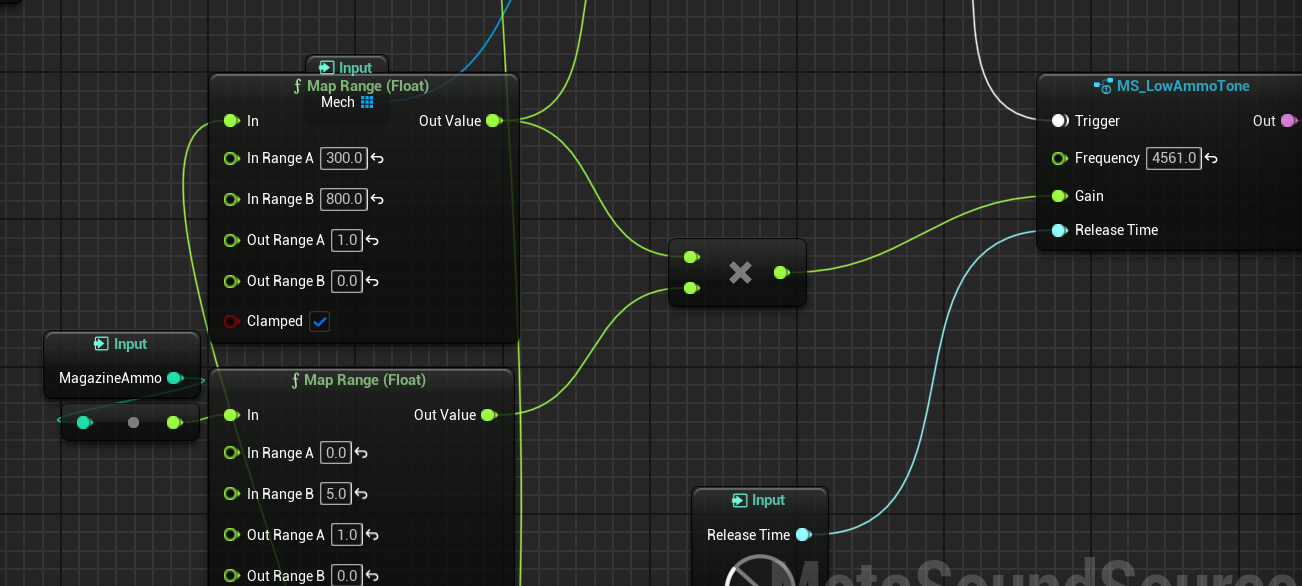 Input
Map Range (Float)
Mech
In
Out Value
In Range A 300.0
In Range B 800.0
Out Range A 1.0
Out Range B 0.0
Clamped
Input
MagazineAmmo
Map Range (Float)
In
Out Value
In Range A 0.0
In Range B 5.0
Out Range A 1.0
Out Range B 0.0
MS_LowAmmoTone
Trigger
Out
Frequency 4561.0
Gain
Release Time
Input
Release Time
MetaSoundSource